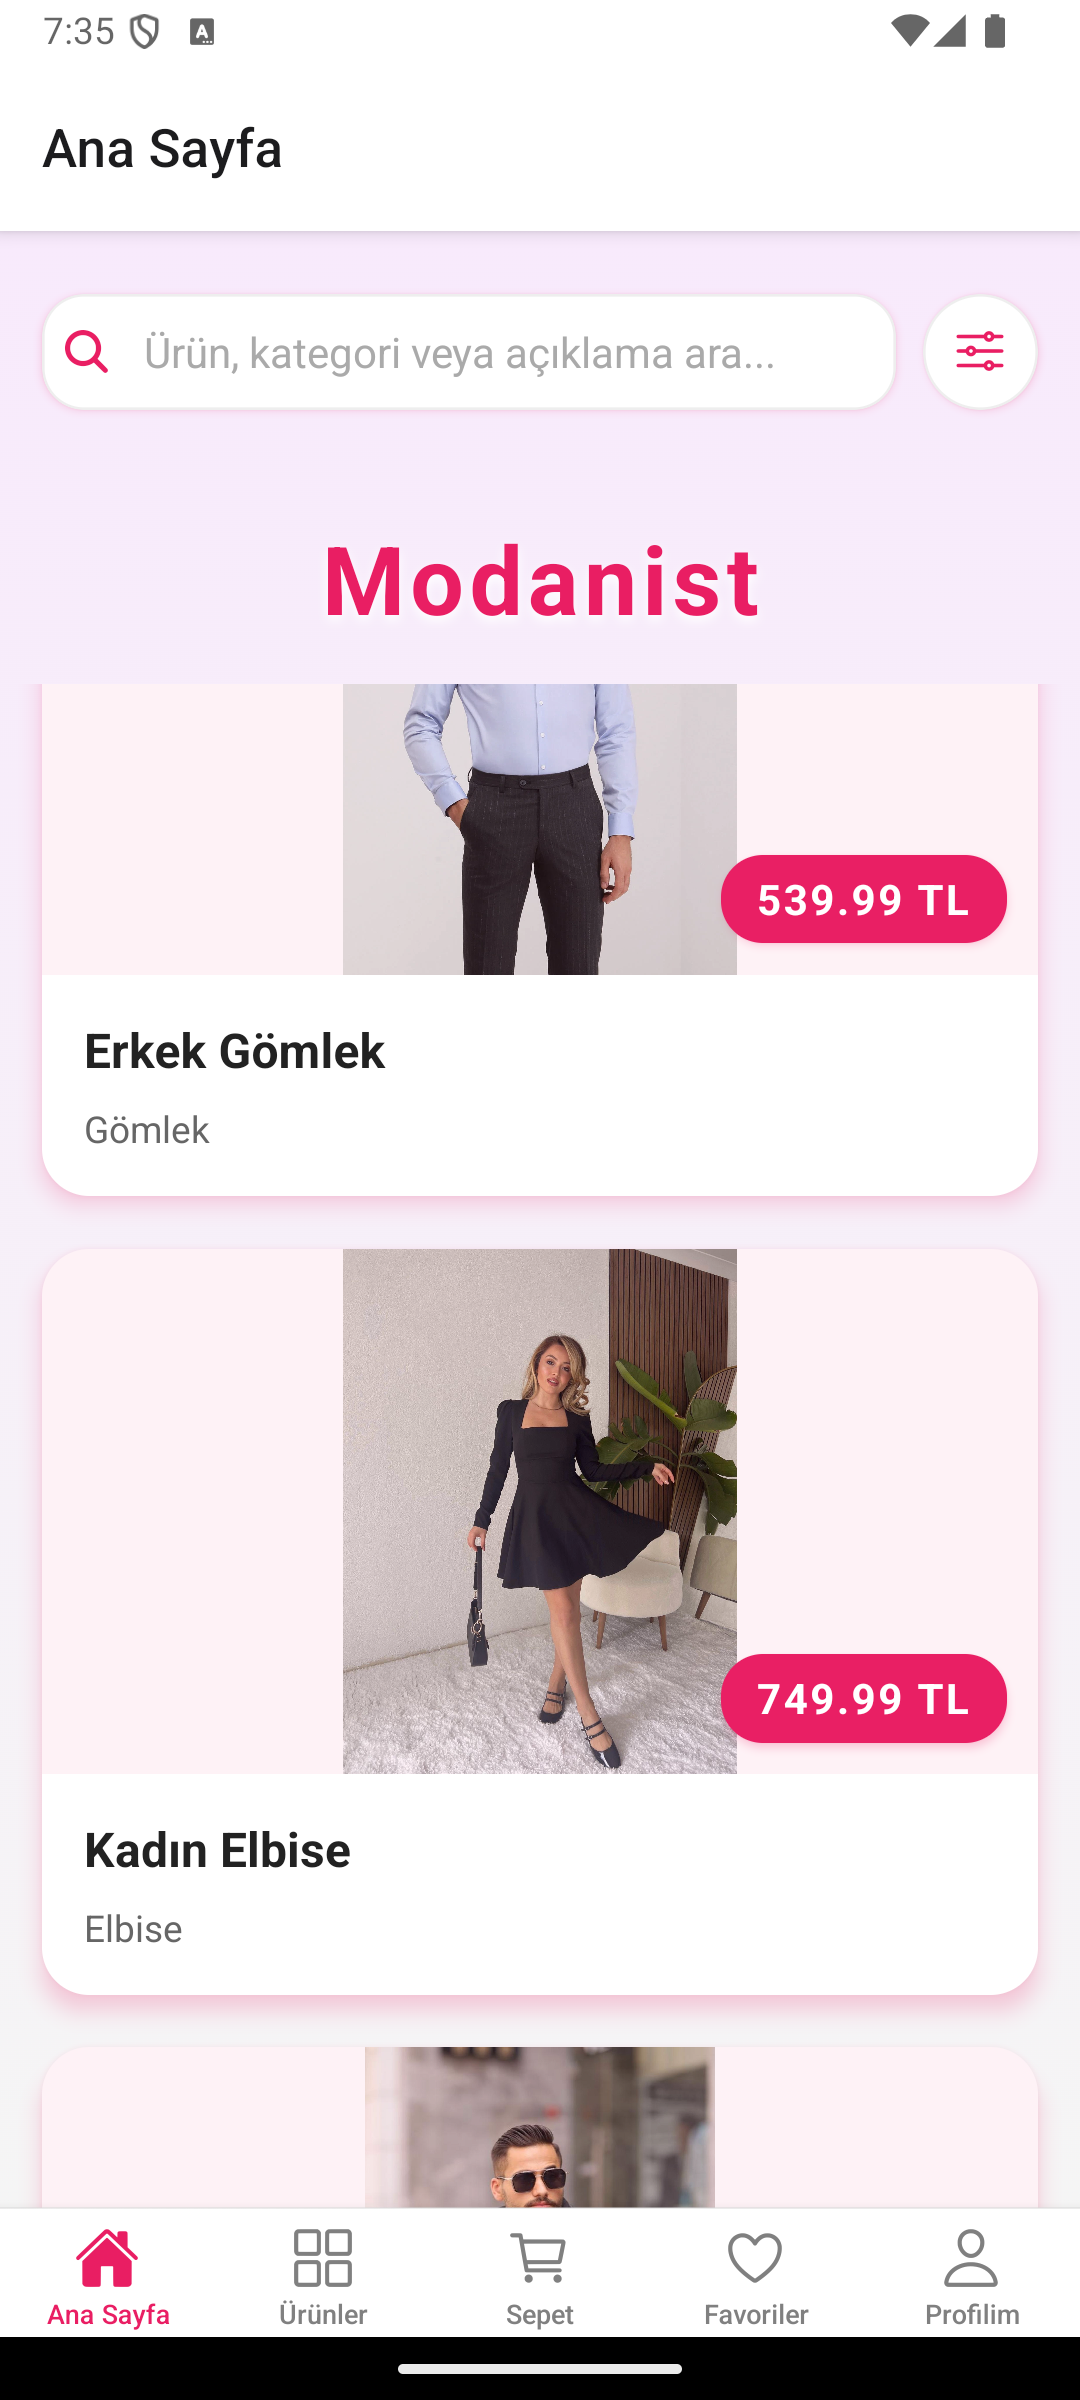 7:35
Ana Sayfa
Ürün, kategori veya açıklama ara...
Modanist
539.99 TL
Erkek Gömlek
Gömlek
749.99 TL
Kadın Elbise
Elbise
Ana Sayfa
Ürünler
Sepet
Favoriler
Profilim